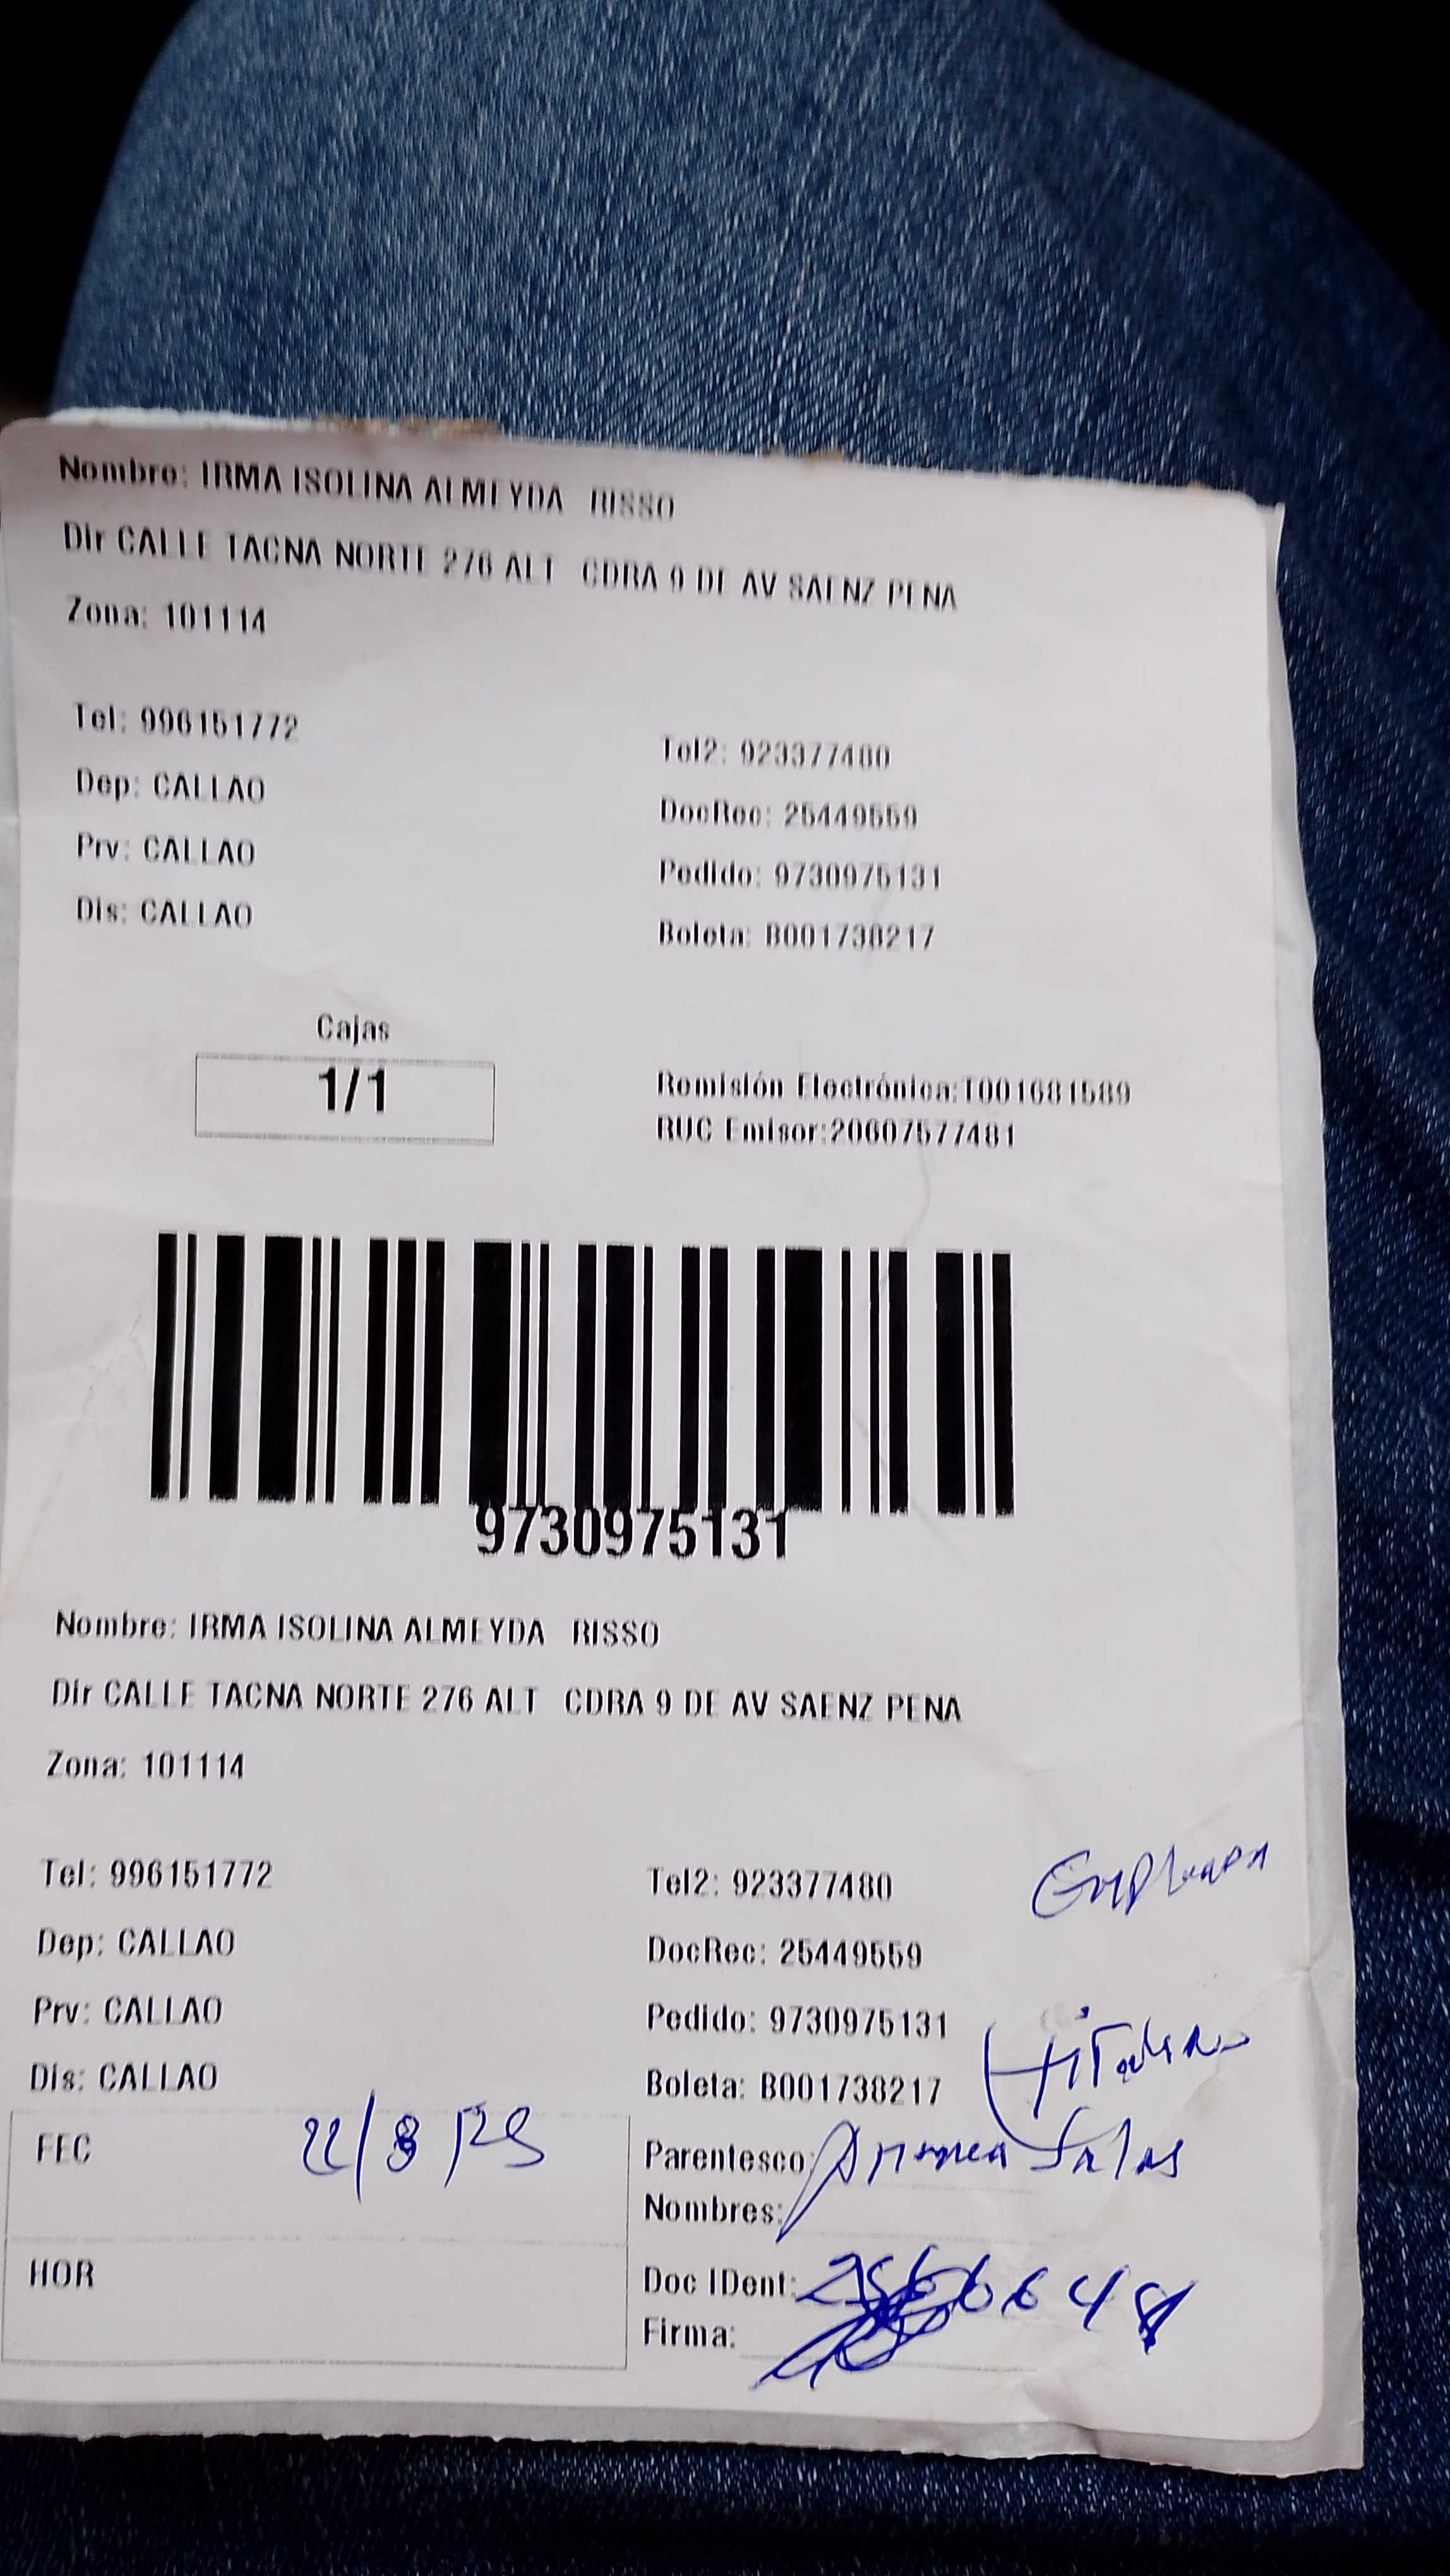 Nombre: IRMA ISOLINA ALMEYDA RISSO
Dir CALLE TACNA NORTE 276 ALT CDRA 9 DE AV SAENZ PENA
Zona: 101114
Tel: 996151772
Tel2: 923377480
Dep: CALLAO
DocRec: 25449559
Prv: CALLAO
Pedido: 9730975131
Dis: CALLAO
Boleta: B001738217
Cajas
1/1
Remisión Electrónica:T001681589
RUC Emisor:20607577481
9730975131
Nombre: IRMA ISOLINA ALMEYDA RISSO
Dir CALLE TACNA NORTE 276 ALT CDRA 9 DE AV SAENZ PENA
Zona: 101114
Tel: 996151772
Tel2: 923377480
Dep: CALLAO
DocRec: 25449559
Prv: CALLAO
Pedido: 9730975131
Dis: CALLAO
Boleta: B001738217
FEC
Parentesco: Salas
Nombres:
HOR
Doc IDent:
Firma: